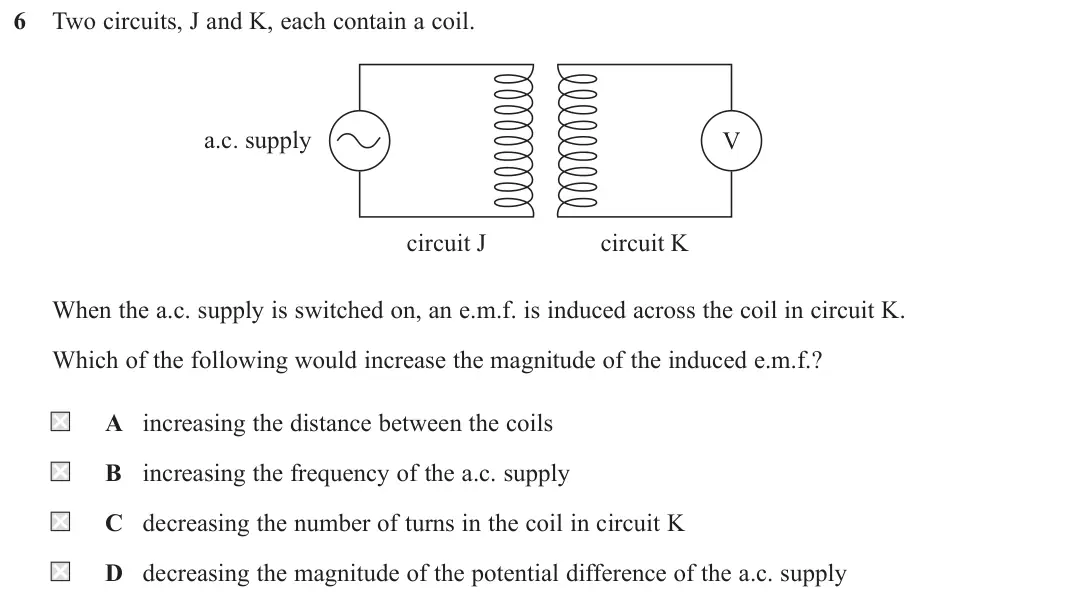 6 Two circuits, J and K, each contain a coil.
a.c. supply
V
circuit J
circuit K
When the a.c. supply is switched on, an e.m.f. is induced across the coil in circuit K.
Which of the following would increase the magnitude of the induced e.m.f.?
A increasing the distance between the coils
B increasing the frequency of the a.c. supply
C decreasing the number of turns in the coil in circuit K
D decreasing the magnitude of the potential difference of the a.c. supply